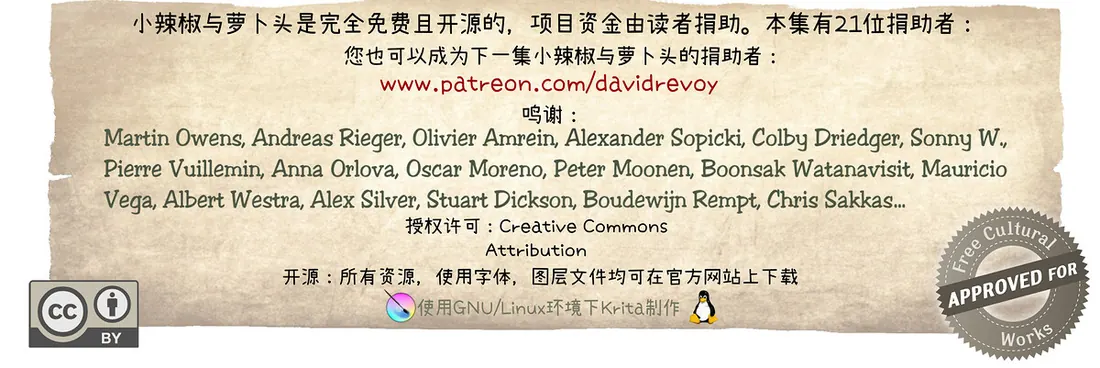 小辣椒与萝卜头是完全免费且开源的，项目资金由读者捐助。本集有21位捐助者：
您也可以成为下一集小辣椒与萝卜头的捐助者：
www.patreon.com/davidrevoy
鸣谢：
Martin Owens, Andreas Rieger, Olivier Amrein, Alexander Sopicki, Colby Driedger, Sonny W.,
Pierre Vuillemin, Anna Orlova, Oscar Moreno, Peter Moonen, Boonsak Watanavisit, Mauricio
Vega, Albert Westra, Alex Silver, Stuart Dickson, Boudewijn Rempt, Chris Sakkas...
授权许可：Creative Commons
Attribution
开源：所有资源，使用字体，图层文件均可在官方网站上下载
使用GNU/Linux环境下Krita制作
cc
BY
Free Cultural
APPROVED FOR
Works